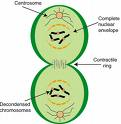 Centrosome
Complete
nuclear
envelope
Contractile
ring
Decondensed
chromosomes